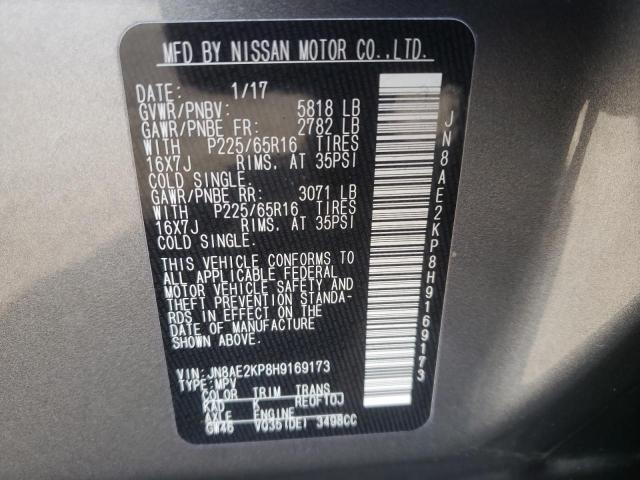 MFD BY NISSAN MOTOR CO.,LTD.
DATE: 1/17
GVWR/PNBV: 5818 LB
GAWR/PNBE FR: 2782 LB
WITH P225/65R16 TIRES
16X7J RIMS, AT 35PSI
COLD SINGLE.
GAWR/PNBE RR: 3071 LB
WITH P225/65R16 TIRES
16X7J RIMS, AT 35PSI
COLD SINGLE.
THIS VEHICLE CONFORMS TO
ALL APPLICABLE FEDERAL
MOTOR VEHICLE SAFETY AND
THEFT PREVENTION STANDA-
RDS IN EFFECT ON THE
DATE OF MANUFACTURE
SHOWN ABOVE.
VIN: JN8AE2KP8H9169173
TYPE: MPV
COLOR TRIM TRANS
KAD K RE0F10J
AXLE ENGINE
GW46 VQ35(DE) 3498CC
JN8AE2KP8H9169173